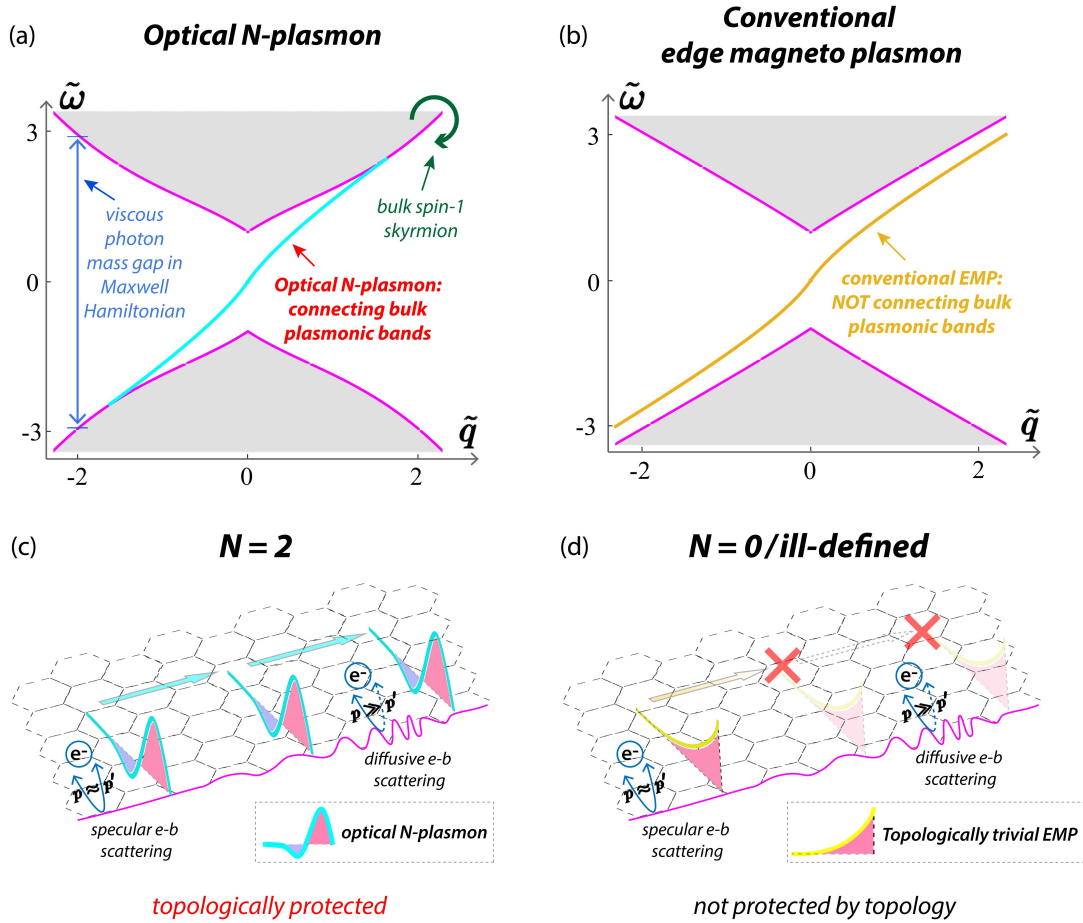 (a)
Optical N-plasmon
ω̃
3
0
-3
-2
0
2
q̃
viscous
photon
mass gap in
Maxwell
Hamiltonian
bulk spin-1
skyrmion
Optical N-plasmon:
connecting bulk
plasmonic bands
(b)
Conventional
edge magneto plasmon
ω̃
3
0
-3
-2
0
2
q̃
conventional EMP:
NOT connecting bulk
plasmonic bands
(c)
N = 2
e-
p ≈ p'
specular e-b
scattering
e-
p ≫ p'
diffusive e-b
scattering
optical N-plasmon
topologically protected
(d)
N = 0/ill-defined
e-
p ≈ p'
specular e-b
scattering
e-
p ≫ p'
diffusive e-b
scattering
Topologically trivial EMP
not protected by topology